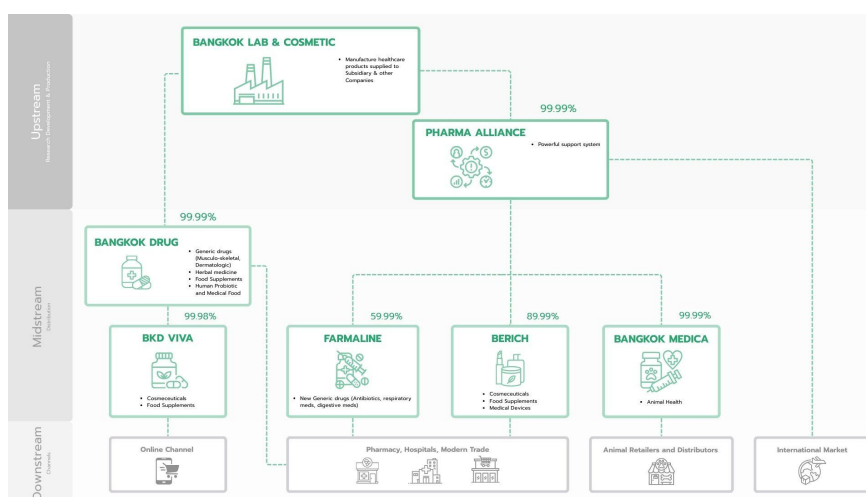 Upstream
Research Development & Production
BANGKOK LAB & COSMETIC
• Manufacture healthcare
products supplied to
Subsidiary & other
Companies
99.99%
PHARMA ALLIANCE
• Powerful support system
Midstream
Distribution
99.99%
BANGKOK DRUG
• Generic drugs
(Musculo-skeletal,
Dermatologic)
• Herbal medicine
• Food Supplements
• Human Probiotic
and Medical Food
99.98%
BKD VIVA
• Cosmeceuticals
• Food Supplements
59.99%
FARMALINE
• New Generic drugs (Antibiotics, respiratory
meds, digestive meds)
89.99%
BERICH
• Cosmeceuticals
• Food Supplements
• Medical Devices
99.99%
BANGKOK MEDICA
• Animal Health
Downstream
Channels
Online Channel
Pharmacy, Hospitals, Modern Trade
Animal Retailers and Distributors
International Market